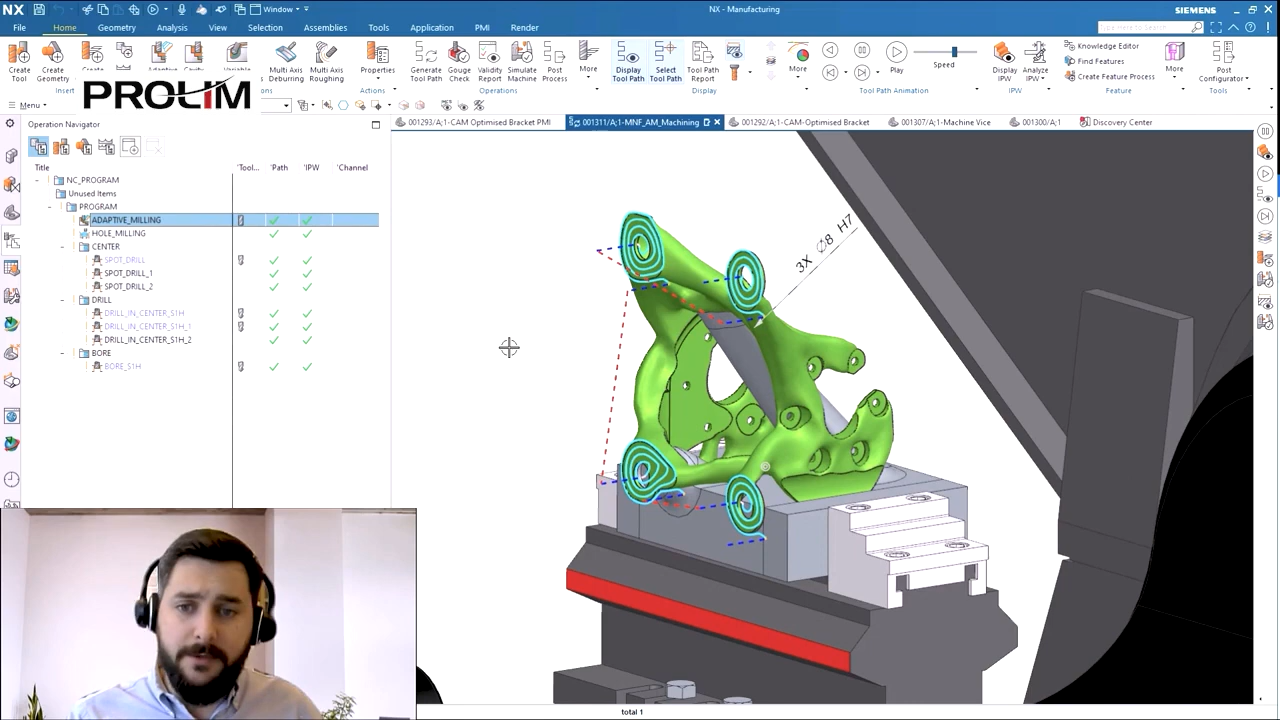 NX
Window
NX - Manufacturing
SIEMENS
File
Home
Geometry
Analysis
View
Selection
Assemblies
Tools
Application
PMI
Render
Create Tool
Create Geometry
Multi Axis Deburring
Multi Axis Roughing
Properties
Generate Tool Path
Gouge Check
Simulate Machine
Post Process
More
Display Tool Path
Select Tool Path
Tool Path Report
More
Play
Speed
Display IPW
Analyze IPW
Knowledge Editor
Find Features
Create Feature Process
More
Post Configurator
Insert
Actions
Operations
Display
Tool Path Animation
IPW
Feature
Tools
PROLIM
Menu
Operation Navigator
001293/A;1-CAM Optimised Bracket PMI
001311/A;1-MNF_AM_Machining
001292/A;1-CAM-Optimised Bracket
001307/A;1-Machine Vice
001300/A;1
Discovery Center
Title
'Tool...
'Path
'IPW
'Channel
NC_PROGRAM
Unused Items
PROGRAM
ADAPTIVE_MILLING
HOLE_MILLING
CENTER
SPOT_DRILL
SPOT_DRILL_1
SPOT_DRILL_2
DRILL
DRILL_IN_CENTER_S1H
DRILL_IN_CENTER_S1H_1
DRILL_IN_CENTER_S1H_2
BORE
BORE_S1H
3X Ø8 H7
total 1